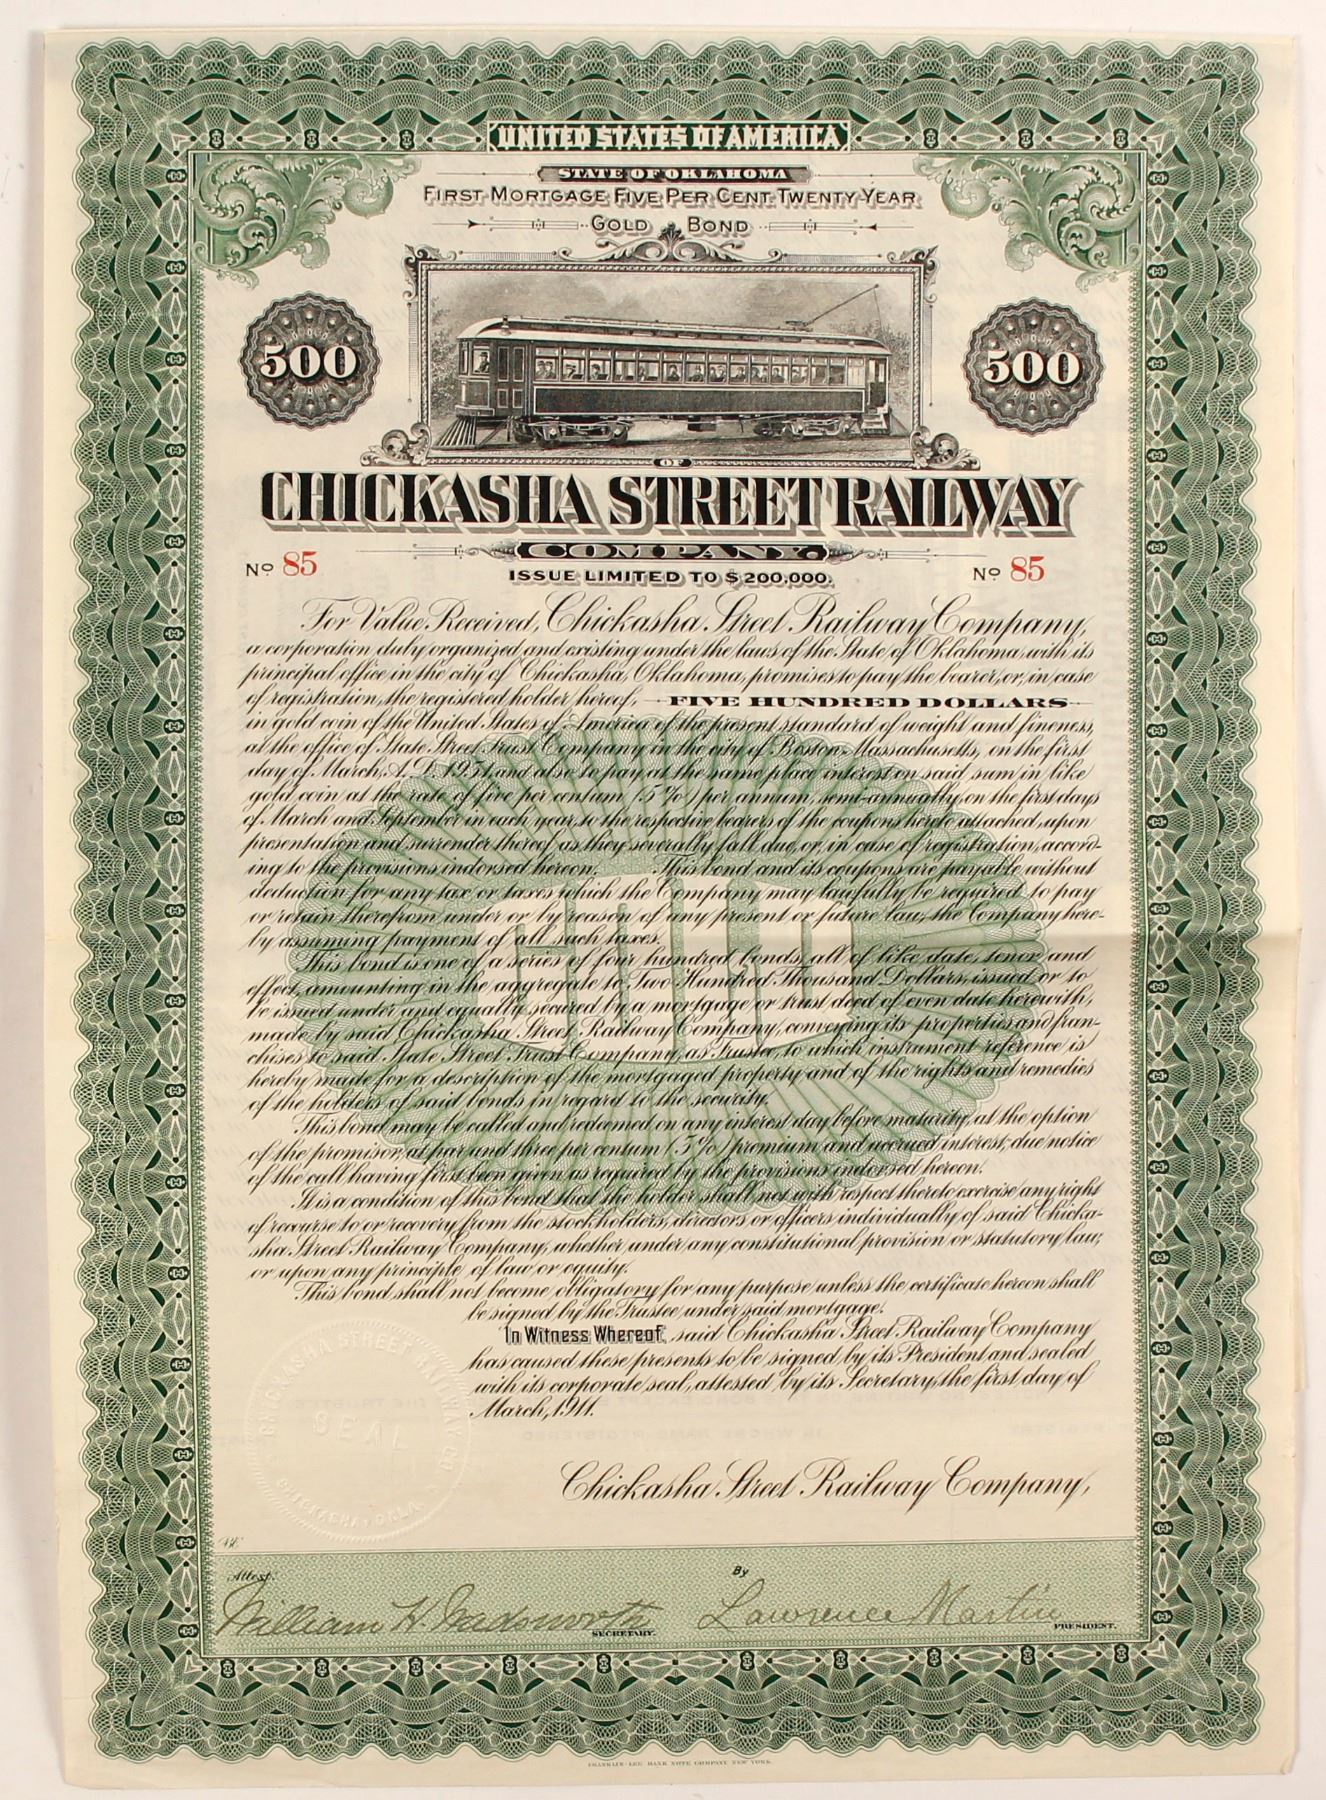 UNITED STATES OF AMERICA
STATE OF OKLAHOMA
FIRST MORTGAGE FIVE PER CENT TWENTY YEAR
GOLD BOND
500
500
OF
CHICKASHA STREET RAILWAY
COMPANY.
No 85
No 85
ISSUE LIMITED TO $200,000.
For Value Received, Chickasha Street Railway Company,
a corporation duly organized and existing under the laws of the State of Oklahoma, with its
principal office in the city of Chickasha, Oklahoma, promises to pay the bearer, or, in case
of registration, the registered holder hereof, FIVE HUNDRED DOLLARS
in gold coin of the United States of America of the present standard of weight and fineness,
at the office of State Street Trust Company in the city of Boston, Massachusetts, on the first
day of March, A.D. 1931, and also to pay at the same place interest on said sum in like
gold coin at the rate of five per centum (5%) per annum, semi-annually, on the first days
of March and September in each year, to the respective bearers of the coupons hereto attached, upon
presentation and surrender thereof as they severally fall due, or, in case of registration, accord-
ing to the provisions indorsed hereon. This bond and its coupons are payable without
deduction for any tax or taxes which the Company may lawfully be required to pay
or retain therefrom under or by reason of any present or future law, the Company here-
by assuming payment of all such taxes.
This bond is one of a series of four hundred bonds, all of like date, tenor and
effect, amounting in the aggregate to Two Hundred Thousand Dollars, issued or to
be issued under and equally secured by a mortgage or trust deed of even date herewith,
made by said Chickasha Street Railway Company, conveying its properties and fran-
chises to said State Street Trust Company, as Trustee, to which instrument reference is
hereby made for a description of the mortgaged property and of the rights and remedies
of the holders of said bonds in regard to the security.
This bond may be called and redeemed on any interest day before maturity, at the option
of the promisor, at par and three per centum (3%) premium and accrued interest, due notice
of the call having first been given as required by the provisions indorsed hereon.
It is a condition of this bond that the holder shall not with respect thereto exercise any right
of recourse to or recovery from the stockholders, directors or officers individually of said Chicka-
sha Street Railway Company, whether under any constitutional provision or statutory law,
or upon any principle of law or equity.
This bond shall not become obligatory for any purpose unless the certificate hereon shall
be signed by the Trustee under said mortgage.
In Witness Whereof, said Chickasha Street Railway Company
has caused these presents to be signed by its President and sealed
with its corporate seal, attested by its Secretary, the first day of
March, 1911.
GOLD
CHICKASHA STREET RAILWAY CO.
SEAL
CHICKASHA, OKLA.
Chickasha Street Railway Company,
Attest:
By
William H. Wadsworth
SECRETARY.
Lawrence Martin
PRESIDENT.
FRANKLIN-LEE BANK NOTE COMPANY, NEW YORK.